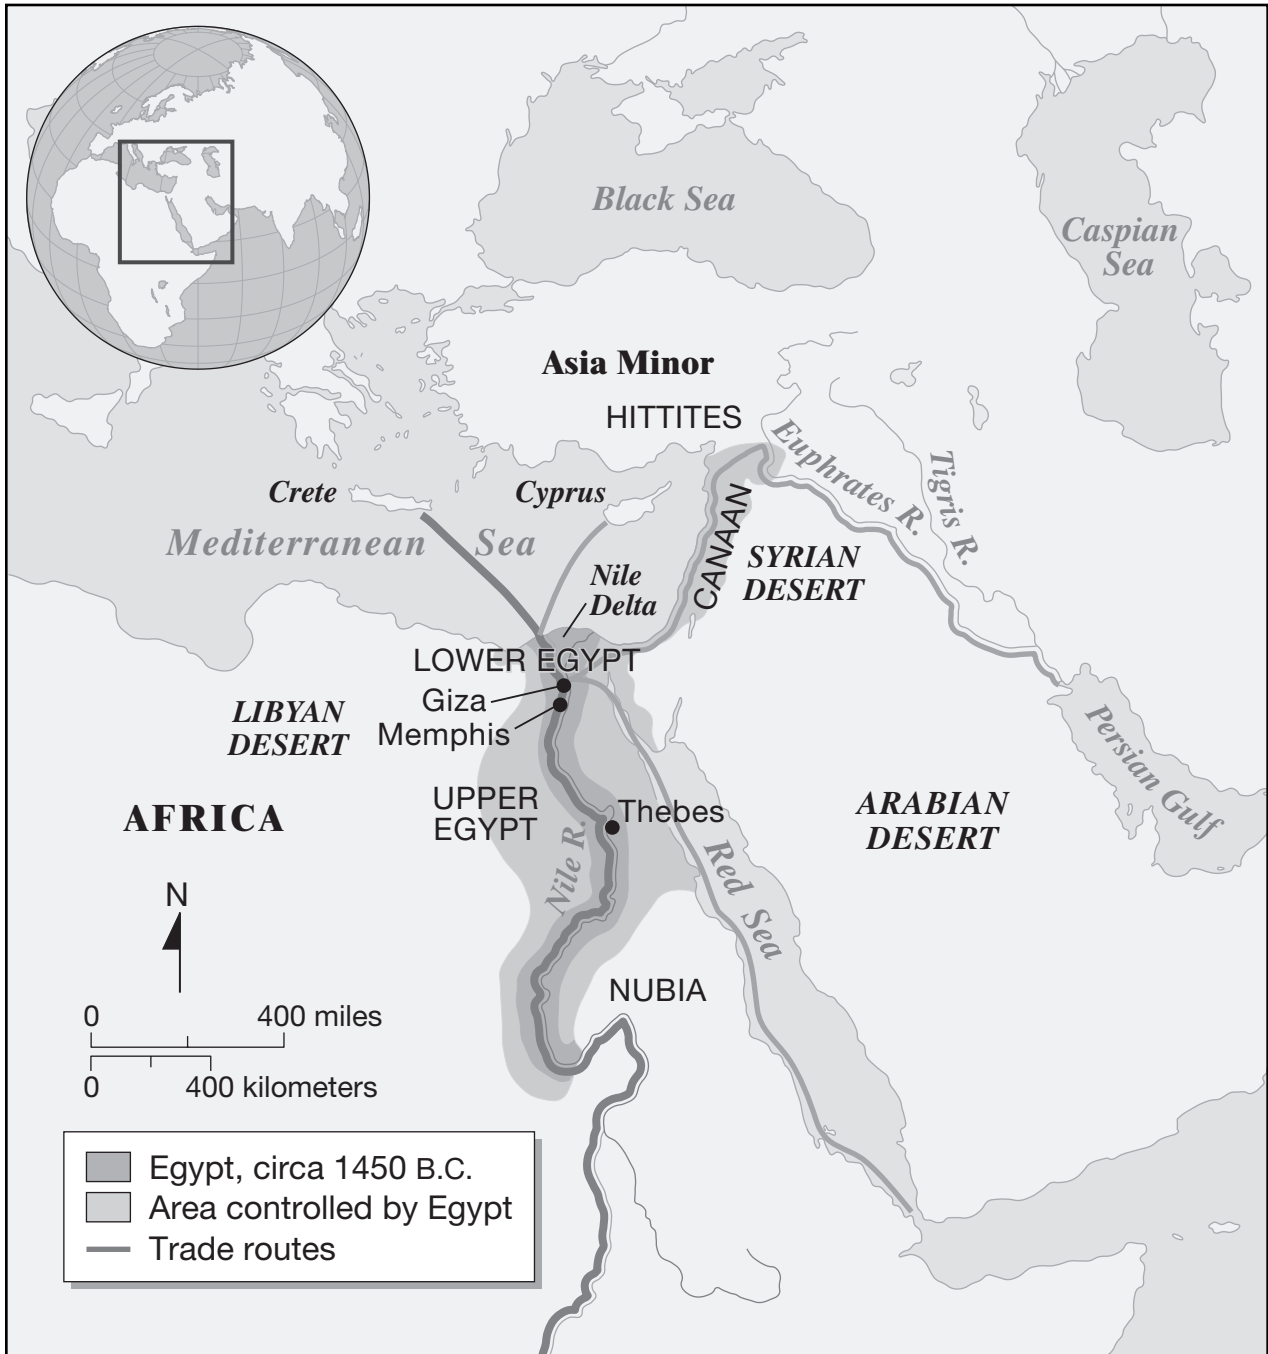 Black Sea
Caspian
Sea
Asia Minor
HITTITES
Euphrates R.
Tigris R.
Crete
Cyprus
Mediterranean Sea
CANAAN
SYRIAN
DESERT
Nile
Delta
LOWER EGYPT
Giza
Memphis
LIBYAN
DESERT
Persian Gulf
UPPER
EGYPT
Thebes
AFRICA
ARABIAN
DESERT
Nile R.
Red Sea
N
NUBIA
0 400 miles
0 400 kilometers
Egypt, circa 1450 B.C.
Area controlled by Egypt
Trade routes